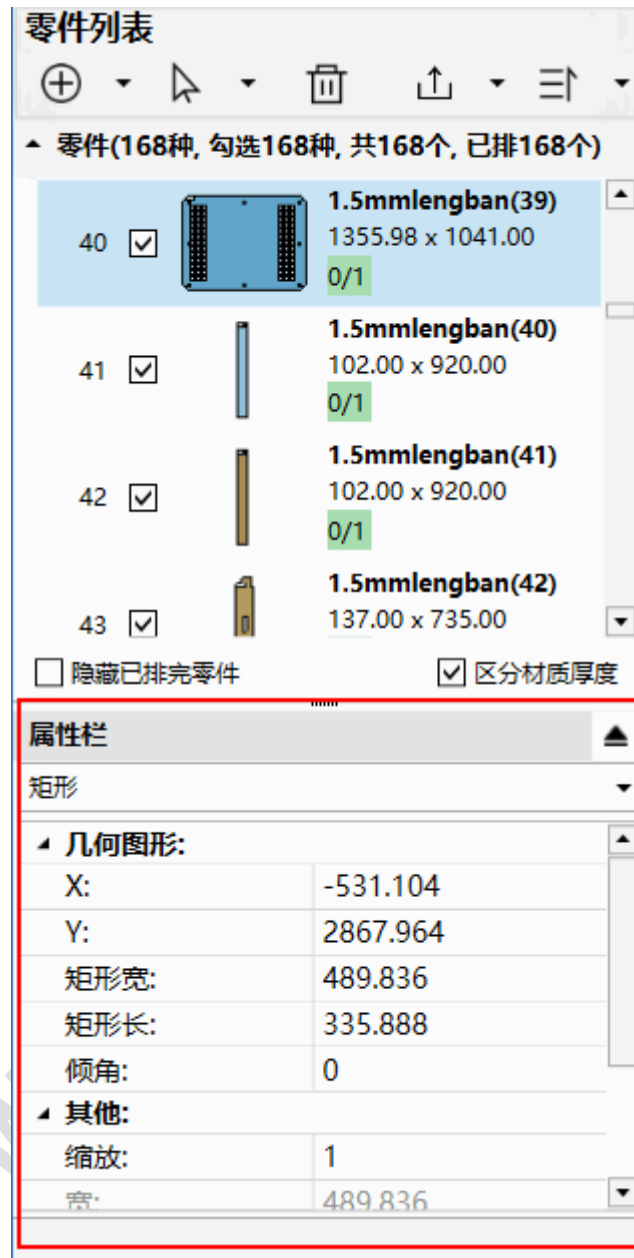 零件列表
零件(168种, 勾选168种, 共168个, 已排168个)
40
1.5mmlengban(39)
1355.98 x 1041.00
0/1
41
1.5mmlengban(40)
102.00 x 920.00
0/1
42
1.5mmlengban(41)
102.00 x 920.00
0/1
43
1.5mmlengban(42)
137.00 x 735.00
隐藏已排完零件 区分材质厚度
属性栏
矩形
几何图形:
X: -531.104
Y: 2867.964
矩形宽: 489.836
矩形长: 335.888
倾角: 0
其他:
缩放: 1
宽: 489.836